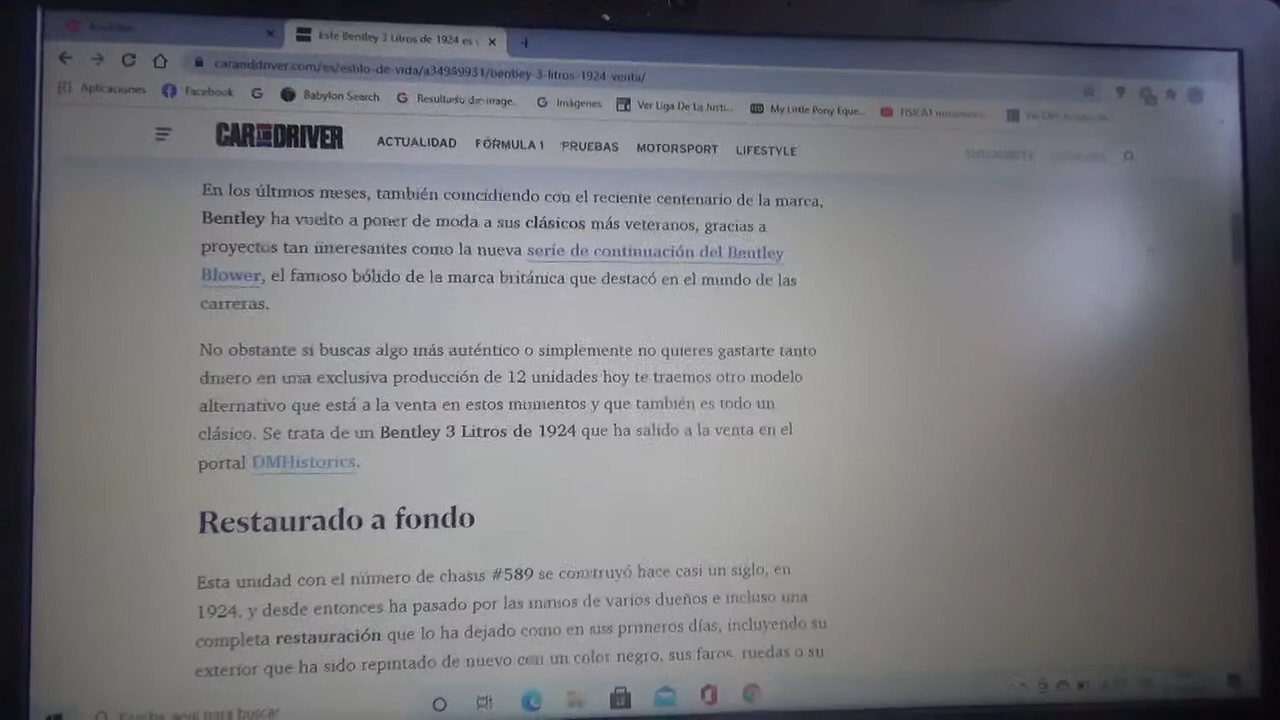 Este Bentley 3 Litros de 1924 es
caranddriver.com/es/estilo-de-vida/a34989931/bentley-3-litros-1924-venta/
Aplicaciones Facebook Babylon Search Imágenes Ver Liga De La Justi... My Little Pony Eque...
CAR AND DRIVER ACTUALIDAD FÓRMULA 1 PRUEBAS MOTORSPORT LIFESTYLE
En los últimos meses, también coincidiendo con el reciente centenario de la marca,
Bentley ha vuelto a poner de moda a sus clásicos más veteranos, gracias a
proyectos tan interesantes como la nueva serie de continuación del Bentley
Blower, el famoso bólido de la marca británica que destacó en el mundo de las
carreras.
No obstante si buscas algo más auténtico o simplemente no quieres gastarte tanto
dinero en una exclusiva producción de 12 unidades hoy te traemos otro modelo
alternativo que está a la venta en estos momentos y que también es todo un
clásico. Se trata de un Bentley 3 Litros de 1924 que ha salido a la venta en el
portal DMHistorics.
Restaurado a fondo
Esta unidad con el número de chasis #589 se construyó hace casi un siglo, en
1924, y desde entonces ha pasado por las manos de varios dueños e incluso una
completa restauración que lo ha dejado como en sus primeros días, incluyendo su
exterior que ha sido repintado de nuevo con un color negro, sus faros, ruedas o su
aquí para buscar